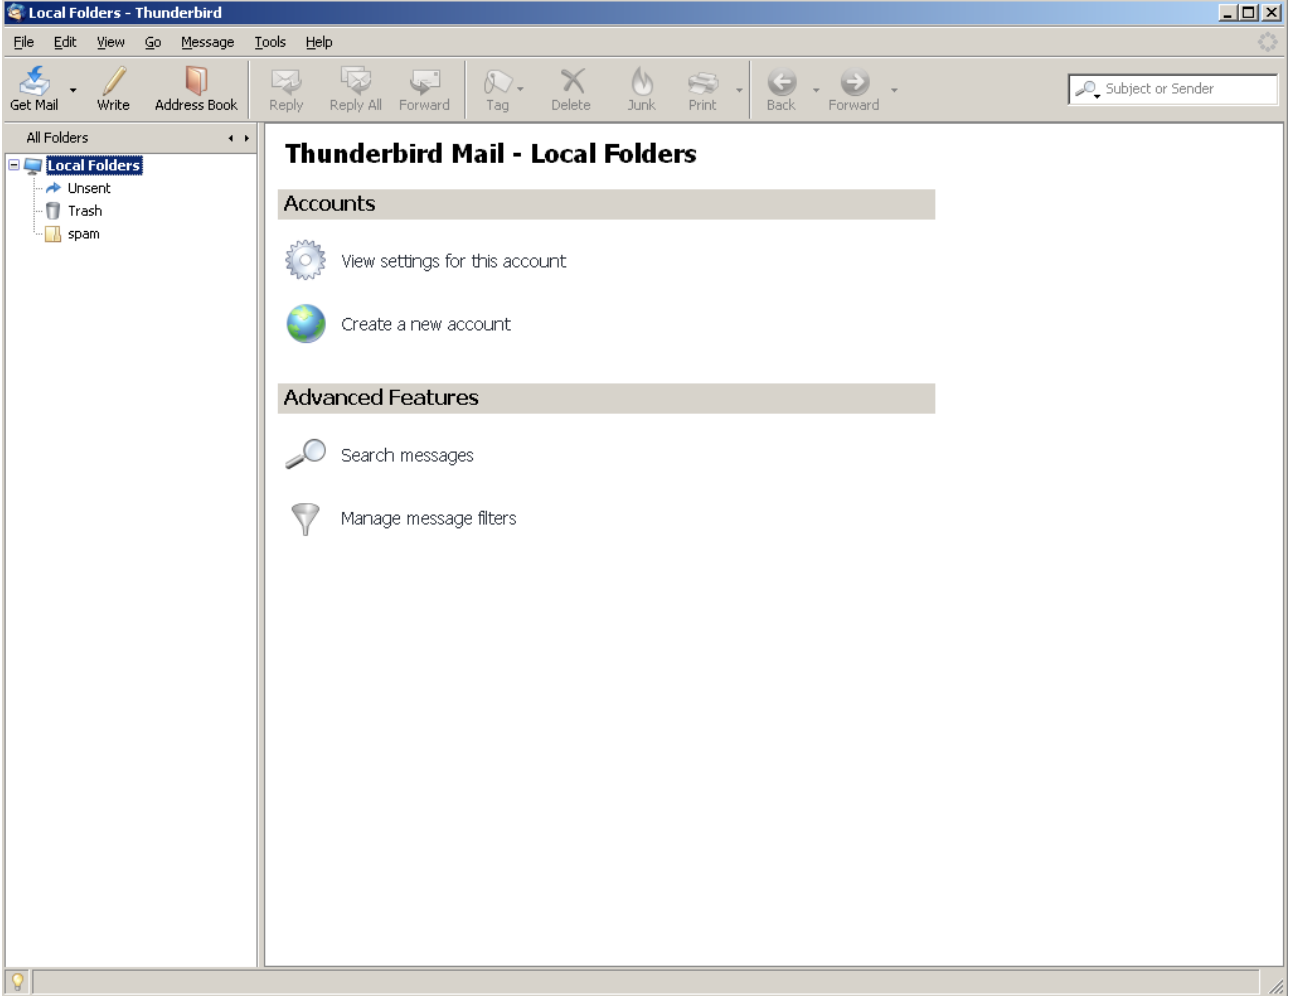 Local Folders - Thunderbird
File Edit View Go Message Tools Help
Get Mail Write Address Book Reply Reply All Forward Tag Delete Junk Print Back Forward Subject or Sender
All Folders
Local Folders
Unsent
Trash
spam
Thunderbird Mail - Local Folders
Accounts
View settings for this account
Create a new account
Advanced Features
Search messages
Manage message filters